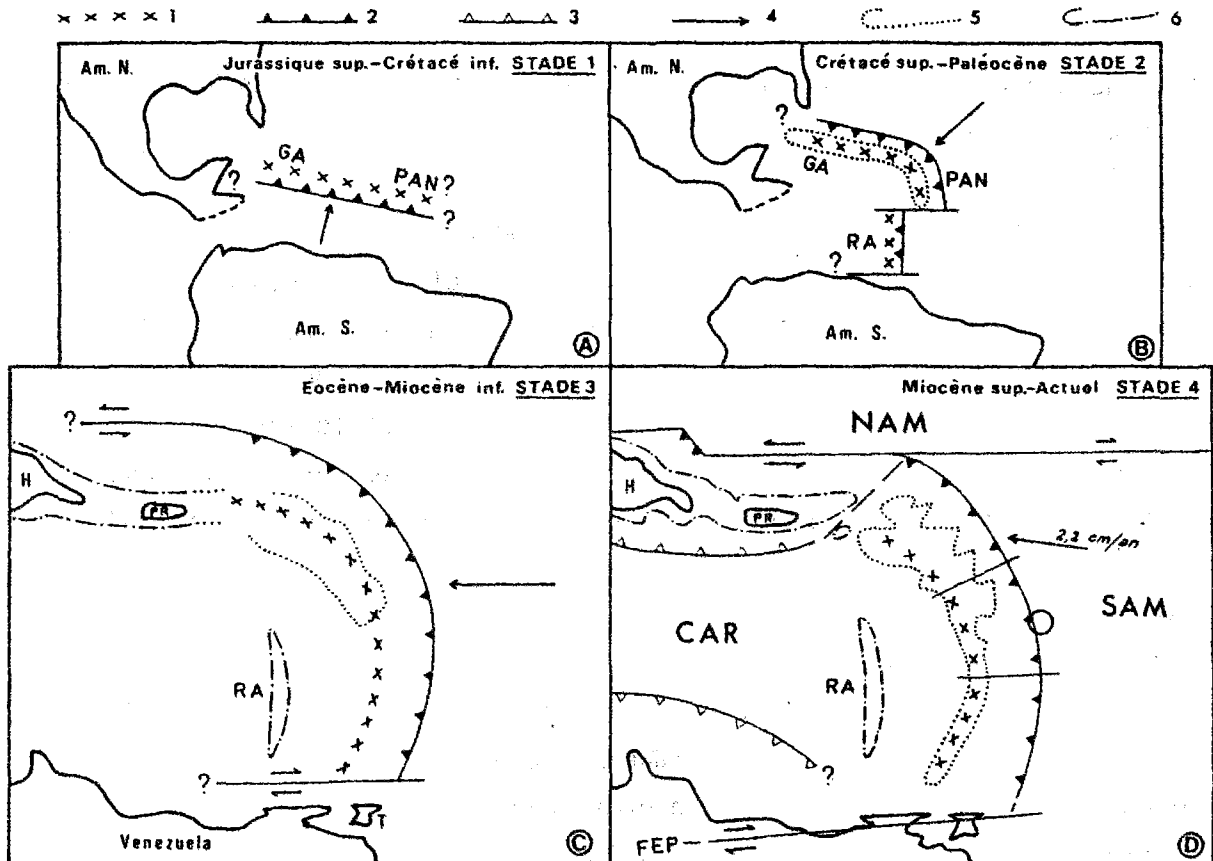 1 2 3 4 5 6
Am. N. Jurassique sup.-Crétacé inf. STADE 1
GA
PAN?
?
?
Am. S.
A
Am. N. Crétacé sup.-Paléocène STADE 2
?
GA
PAN
RA
?
Am. S.
B
Eocène-Miocène inf. STADE 3
?
H
PR
RA
?
T
Venezuela
C
Miocène sup.-Actuel STADE 4
NAM
H
PR
2,2 cm/an
SAM
CAR
RA
?
FEP
D